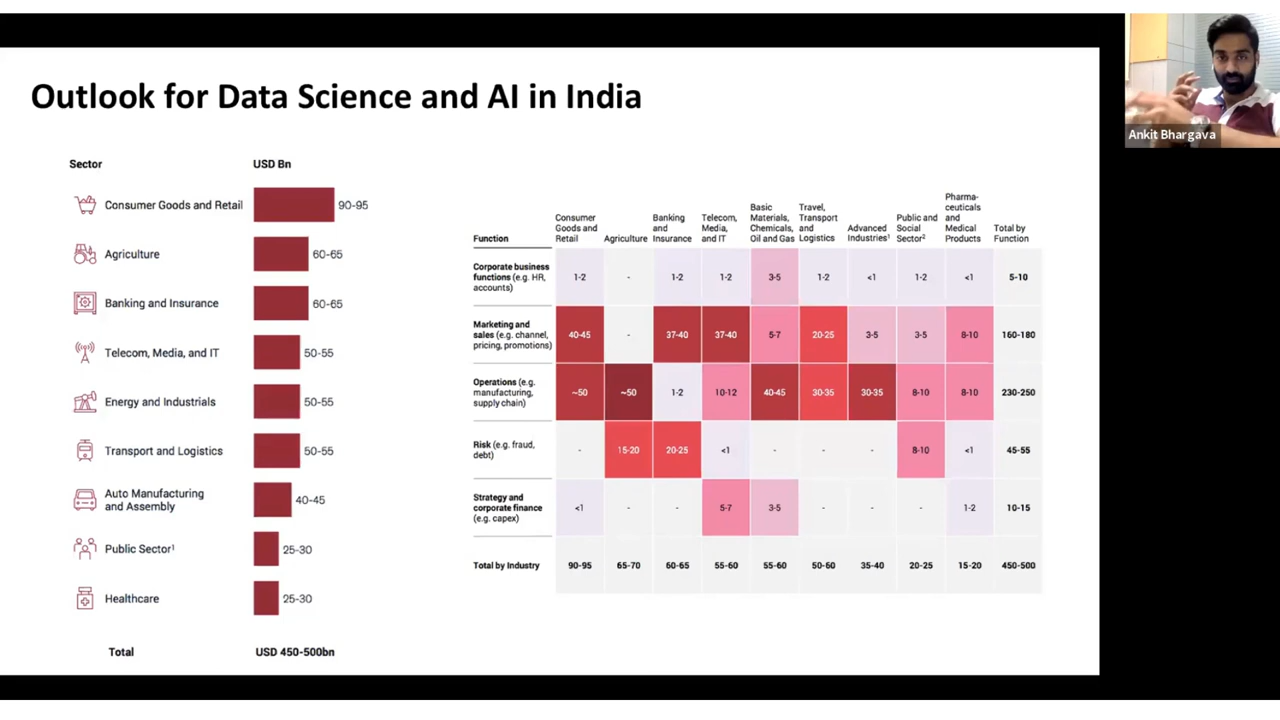 Outlook for Data Science and AI in India
Ankit Bhargava
Sector USD Bn
Consumer Goods and Retail 90-95
Agriculture 60-65
Banking and Insurance 60-65
Telecom, Media, and IT 50-55
Energy and Industrials 50-55
Transport and Logistics 50-55
Auto Manufacturing
and Assembly 40-45
Public Sector¹ 25-30
Healthcare 25-30
Total USD 450-500bn
Function
Consumer
Goods and
Retail
Agriculture
Banking
and
Insurance
Telecom,
Media,
and IT
Basic
Materials,
Chemicals,
Oil and Gas
Travel,
Transport
and
Logistics
Advanced
Industries¹
Public and
Social
Sector²
Pharma-
ceuticals
and
Medical
Products
Total by
Function
Corporate business
functions (e.g. HR,
accounts)
1-2 - 1-2 1-2 3-5 1-2 <1 1-2 <1 5-10
Marketing and
sales (e.g. channel,
pricing, promotions)
40-45 - 37-40 37-40 5-7 20-25 3-5 3-5 8-10 160-180
Operations (e.g.
manufacturing,
supply chain)
~50 ~50 1-2 10-12 40-45 30-35 30-35 8-10 8-10 230-250
Risk (e.g. fraud,
debt)
- 15-20 20-25 <1 - - - 8-10 <1 45-55
Strategy and
corporate finance
(e.g. capex)
<1 - - 5-7 3-5 - - - 1-2 10-15
Total by Industry 90-95 65-70 60-65 55-60 55-60 50-60 35-40 20-25 15-20 450-500